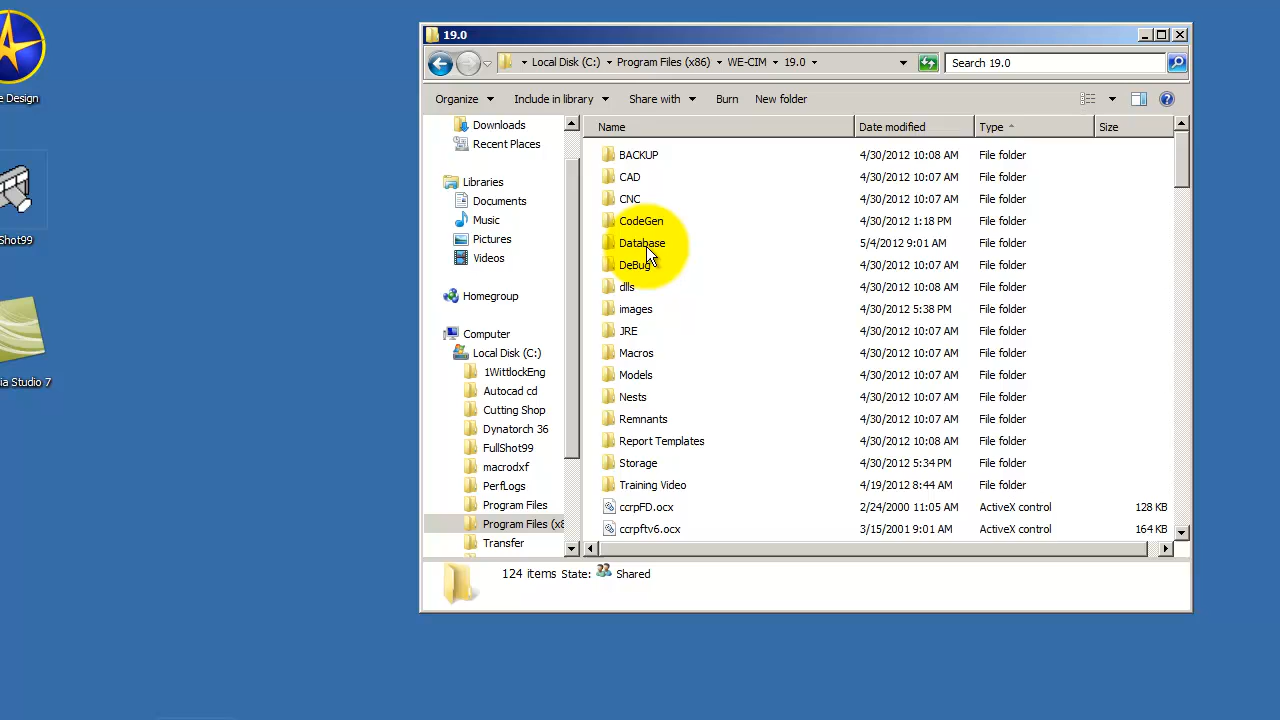 e Design
Shot99
ia Studio 7
19.0
Local Disk (C:) Program Files (x86) WE-CIM 19.0
Search 19.0
Organize Include in library Share with Burn New folder
Downloads
Recent Places
Libraries
Documents
Music
Pictures
Videos
Homegroup
Computer
Local Disk (C:)
1WittlockEng
Autocad cd
Cutting Shop
Dynatorch 36
FullShot99
macrodxf
PerfLogs
Program Files
Program Files (x8
Transfer
Name Date modified Type Size
BACKUP 4/30/2012 10:08 AM File folder
CAD 4/30/2012 10:07 AM File folder
CNC 4/30/2012 10:07 AM File folder
CodeGen 4/30/2012 1:18 PM File folder
Database 5/4/2012 9:01 AM File folder
DeBug 4/30/2012 10:07 AM File folder
dlls 4/30/2012 10:08 AM File folder
images 4/30/2012 5:38 PM File folder
JRE 4/30/2012 10:07 AM File folder
Macros 4/30/2012 10:07 AM File folder
Models 4/30/2012 10:07 AM File folder
Nests 4/30/2012 10:07 AM File folder
Remnants 4/30/2012 10:07 AM File folder
Report Templates 4/30/2012 10:08 AM File folder
Storage 4/30/2012 5:34 PM File folder
Training Video 4/19/2012 8:44 AM File folder
ccrpFD.ocx 2/24/2000 11:05 AM ActiveX control 128 KB
ccrpftv6.ocx 3/15/2001 9:01 AM ActiveX control 164 KB
124 items State: Shared